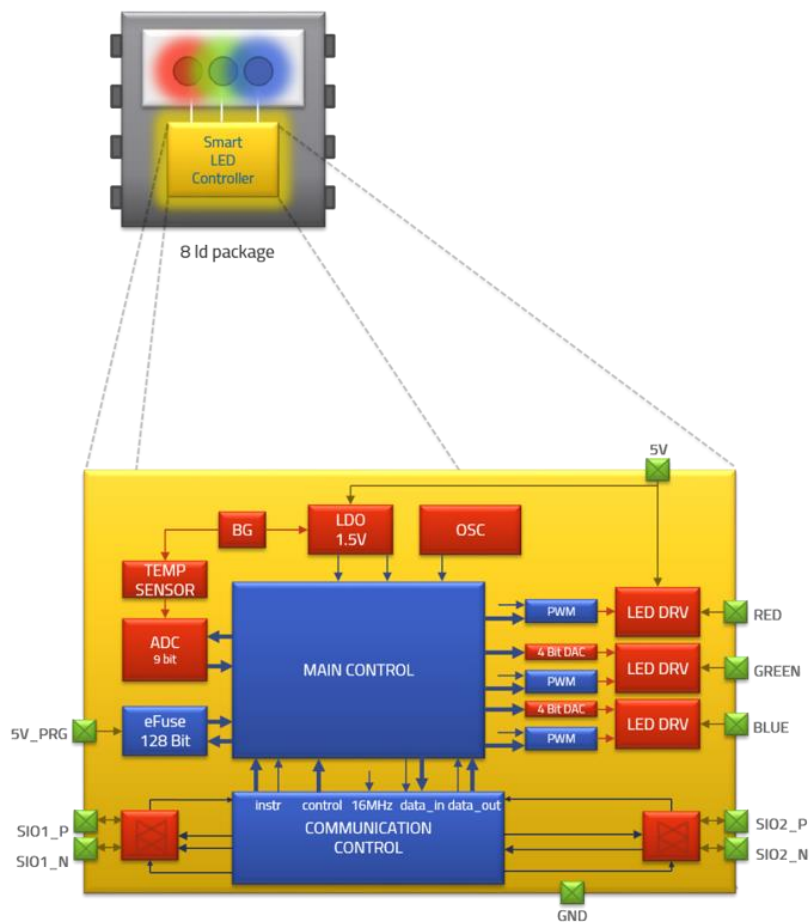 Smart
LED
Controller
8 ld package
5V
BG
LDO
1.5V
OSC
TEMP
SENSOR
ADC
9 bit
MAIN CONTROL
PWM
LED DRV
RED
4 Bit DAC
LED DRV
PWM
GREEN
4 Bit DAC
LED DRV
PWM
BLUE
5V_PRG
eFuse
128 Bit
instr control 16MHz data_in data_out
COMMUNICATION
CONTROL
SIO1_P
SIO1_N
SIO2_P
SIO2_N
GND